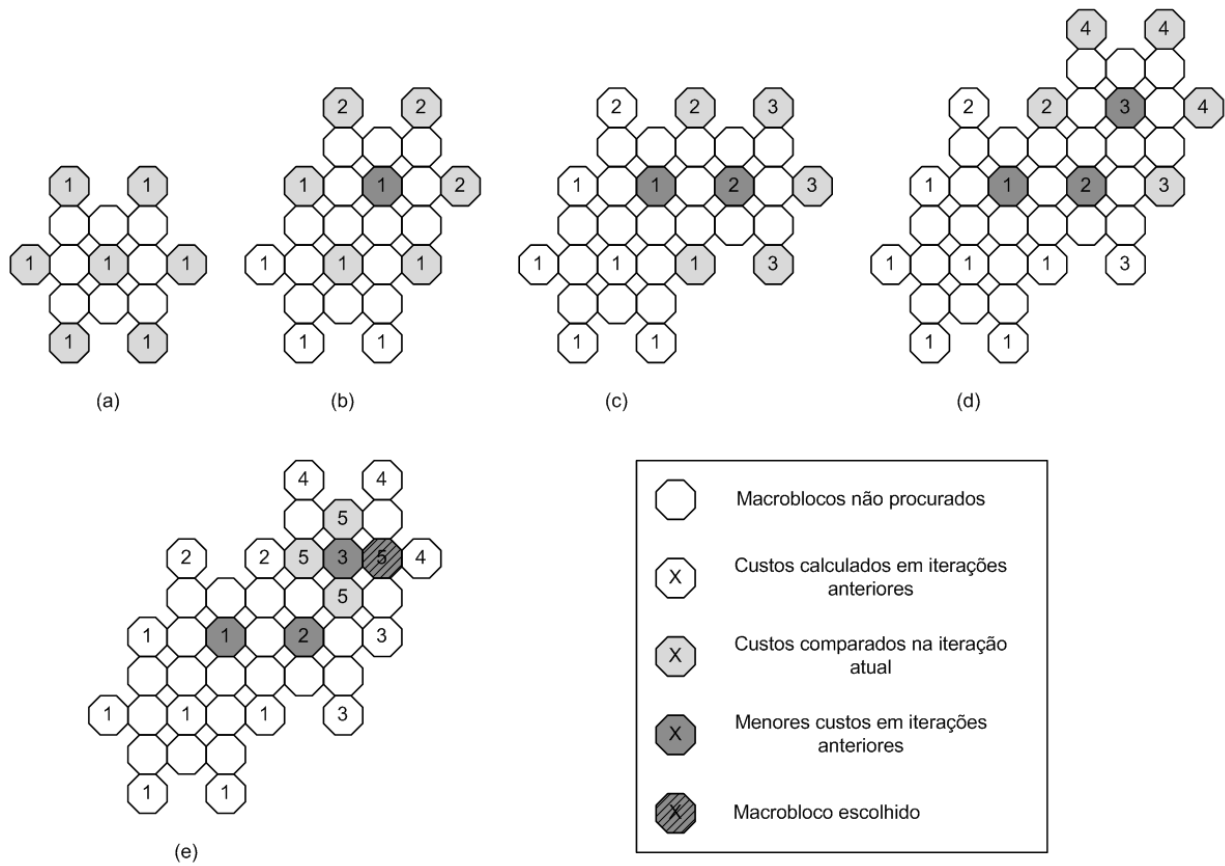 1 1
1 1 1
1 1
(a)
2 2
1 1 2
1 1 1
1 1
(b)
2 2 3
1 1 2 3
1 1 1 3
1 1
(c)
4 4
2 2 3 4
1 1 2 3
1 1 1 3
1 1
(d)
4 4
5
2 2 5 3 5 4
5
1 1 2 3
1 1 1 3
1 1
(e)
Macroblocos não procurados
X
Custos calculados em iterações
anteriores
X
Custos comparados na iteração
atual
X
Menores custos em iterações
anteriores
X
Macrobloco escolhido